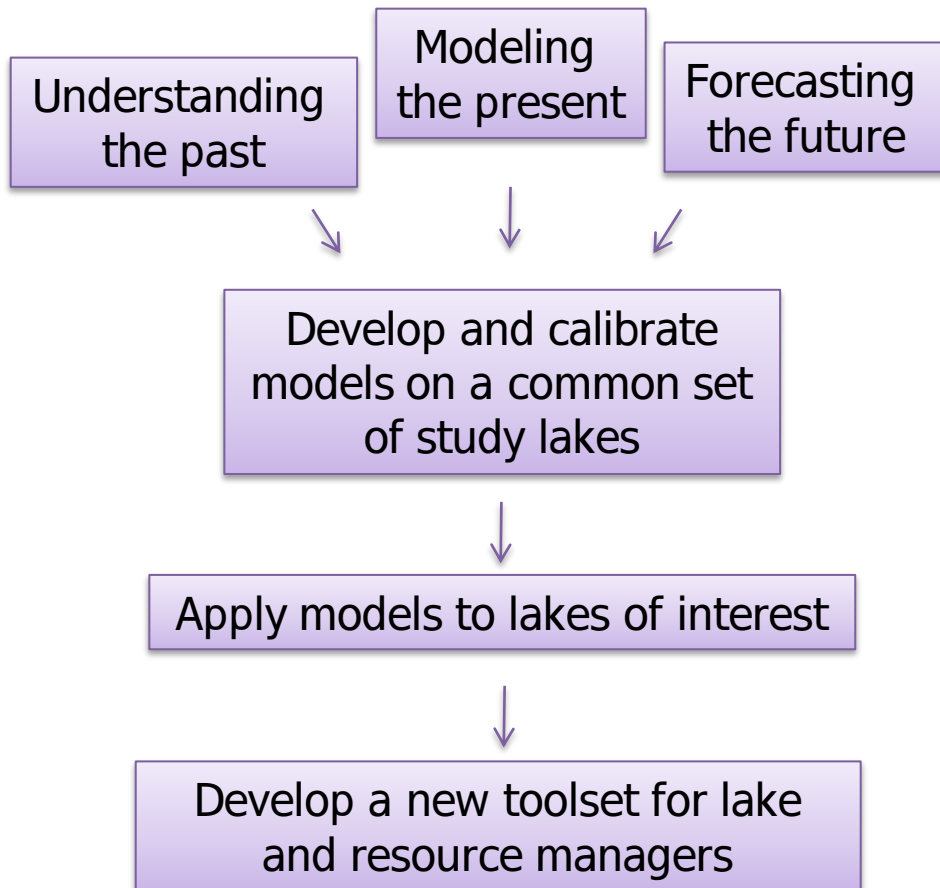 Understanding
the past
Modeling
the present
Forecasting
the future
Develop and calibrate
models on a common set
of study lakes
Apply models to lakes of interest
Develop a new toolset for lake
and resource managers